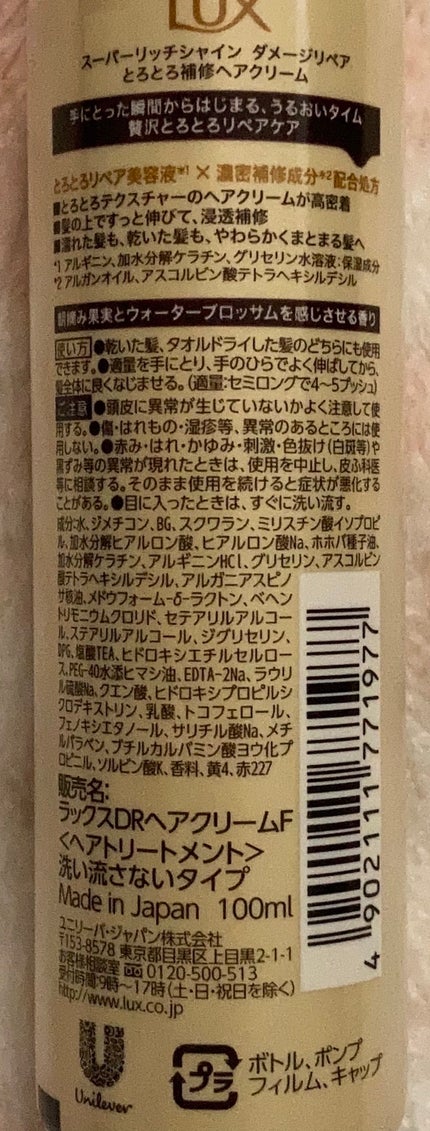 LUX
スーパーリッチシャイン ダメージリペア
とろとろ補修ヘアクリーム
手にとった瞬間からはじまる、うるおいタイム
贅沢とろとろリペアケア
とろとろリペア美容液*1 × 濃密補修成分*2配合処方
■とろとろテクスチャーのヘアクリームが高密着
■髪の上ですっと伸びて、浸透補修
■濡れた髪も、乾いた髪も、やわらかくまとまる髪へ
*1 アルギニン、加水分解ケラチン、グリセリン水溶液:保湿成分
*2 アルガンオイル、アスコルビン酸テトラヘキシルデシル
朝摘み果実とウォーターブロッサムを感じさせる香り
使い方 ●乾いた髪、タオルドライした髪のどちらにも使用
できます。●適量を手にとり、手のひらでよく伸ばしてから、
髪全体に良くなじませる。(適量:セミロングで4〜5プッシュ)
ご注意 ●頭皮に異常が生じていないかよく注意して使
用する。●傷・はれもの・湿疹等、異常のあるところには使
用しない。●赤み・はれ・かゆみ・刺激・色抜け(白斑等)や
黒ずみ等の異常が現れたときは、使用を中止し、皮ふ科医
等に相談する。そのまま使用を続けると症状が悪化する
ことがある。●目に入ったときは、すぐに洗い流す。
成分:水、ジメチコン、BG、スクワラン、ミリスチン酸イソプロピ
ル、加水分解ヒアルロン酸、ヒアルロン酸Na、ホホバ種子油、
加水分解ケラチン、アルギニンHCl、グリセリン、アスコルビン
酸テトラヘキシルデシル、アルガニアスピノ
サ核油、メドウフォーム-δ-ラクトン、ベヘン
トリモニウムクロリド、セテアリルアルコー
ル、ステアリルアルコール、ジグリセリン、
DPG、塩酸TEA、ヒドロキシエチルセルロー
ス、PEG-40水添ヒマシ油、EDTA-2Na、ラウリ
ル硫酸Na、クエン酸、ヒドロキシプロピルシ
クロデキストリン、乳酸、トコフェロール、
フェノキシエタノール、サリチル酸Na、メチ
ルパラベン、ブチルカルバミン酸ヨウ化プ
ロピニル、ソルビン酸K、香料、黄4、赤227
販売名:
ラックスDRヘアクリームF
<ヘアトリートメント>
洗い流さないタイプ
Made in Japan 100ml
ユニリーバ・ジャパン株式会社
〒153-8578 東京都目黒区上目黒2-1-1
お客様相談室 0120-500-513
受付時間:9時〜17時(土・日・祝日を除く)
http://www.lux.co.jp
4 902111 771977
Unilever
プラ
ボトル、ポンプ
フィルム、キャップ